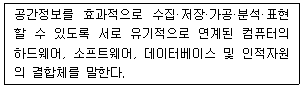 공간정보를 효과적으로 수집·저장·가공·분석·표현
할 수 있도록 서로 유기적으로 연계된 컴퓨터의
하드웨어, 소프트웨어, 데이터베이스 및 인적자원
의 결합체를 말한다.